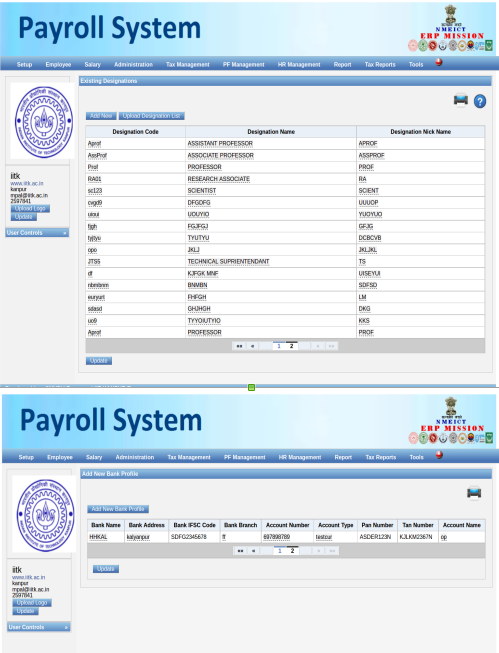 Payroll System
NMEICT
ERP MISSION
Setup Employee Salary Administration Tax Management PF Management HR Management Report Tax Reports Tools
Existing Designations
Add New Upload Designation List
Designation Code Designation Name Designation Nick Name
Aprof ASSISTANT PROFESSOR APROF
AssProf ASSOCIATE PROFESSOR ASSPROF
Prof PROFESSOR PROF
RA01 RESEARCH ASSOCIATE RA
sc123 SCIENTIST SCIENT
cvgd9 DFGDFG UUUOP
uioui UOUYIO YUOYUO
fjgh FGJFGJ GFJG
tyjtyu TYUTYU DCBCVB
opo JKLJ JKLJKL
JTS5 TECHNICAL SUPRIENTENDANT TS
df KJFGK MNF UISEYUI
nbmbnm BNMBN SDFSD
euryurt FHFGH LM
sdasd GHJHGH DKG
uo9 TYYOIUTYIO KKS
Aprof PROFESSOR PROF
1 2
Update
iitk
www.iitk.ac.in
kanpur
mpal@iitk.ac.in
2597841
Upload Logo
Update
User Controls »
Payroll System
NMEICT
ERP MISSION
Setup Employee Salary Administration Tax Management PF Management HR Management Report Tax Reports Tools
Add New Bank Profile
Add New Bank Profile
Bank Name Bank Address Bank IFSC Code Bank Branch Account Number Account Type Pan Number Tan Number Account Name
HHKAL kalyanpur SDFG2345678 ff 697898789 testcur ASDER123N KJLKM2367N op
1 2
Update
iitk
www.iitk.ac.in
kanpur
mpal@iitk.ac.in
2597841
Upload Logo
Update
User Controls »